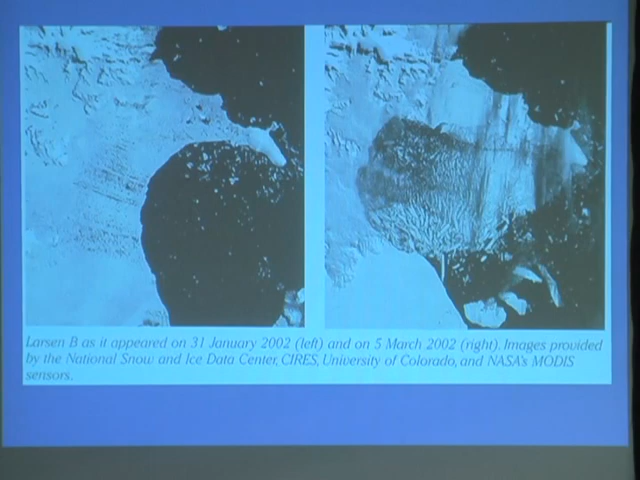 Larsen B as it appeared on 31 January 2002 (left) and on 5 March 2002 (right). Images provided
by the National Snow and Ice Data Center, CIRES, University of Colorado, and NASA's MODIS
sensors.